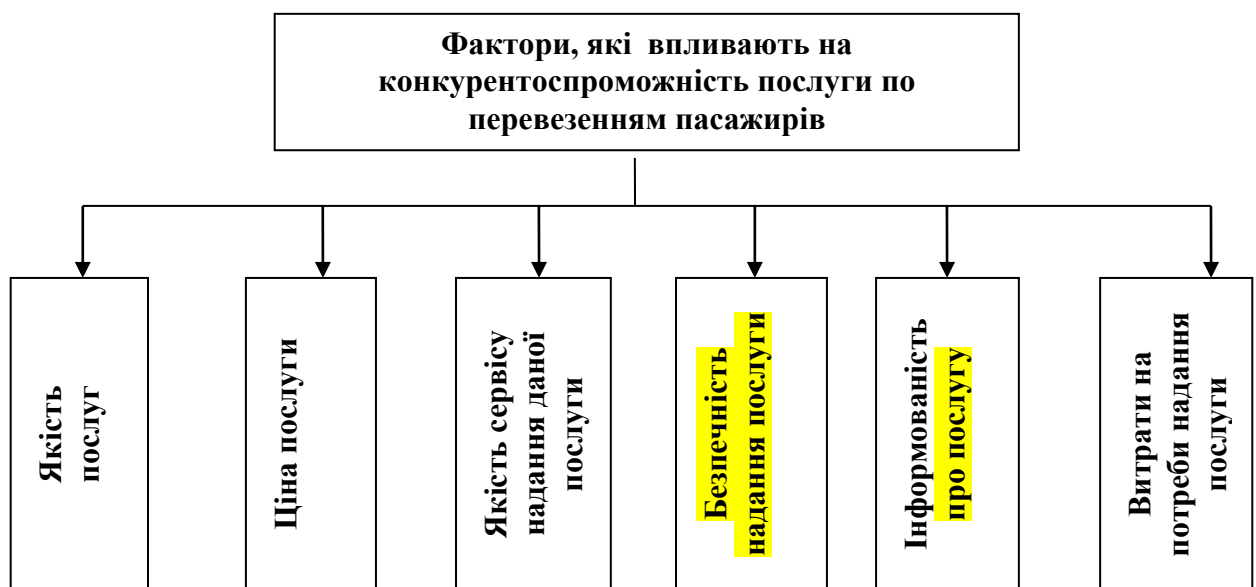 Фактори, які впливають на
конкурентоспроможність послуги по
перевезенням пасажирів
Якість
послуг
Ціна послуги
Якість сервісу
надання даної
послуги
Безпечність
надання послуги
Інформованість
про послугу
Витрати на
потреби надання
послуги